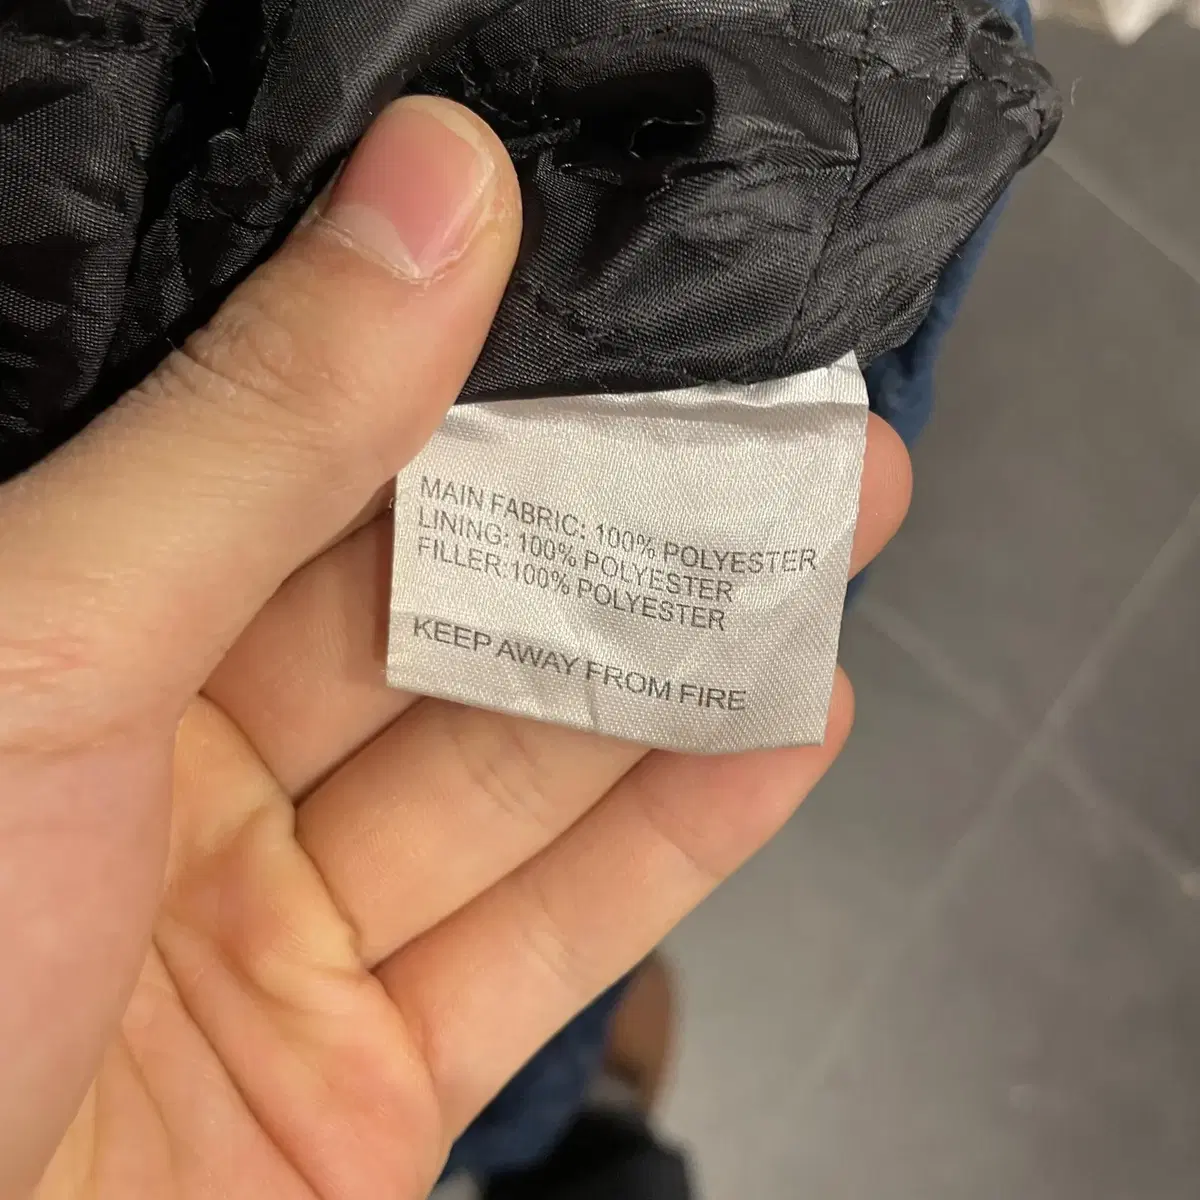 MAIN FABRIC: 100% POLYESTER
LINING: 100% POLYESTER
FILLER:100% POLYESTER
KEEP AWAY FROM FIRE